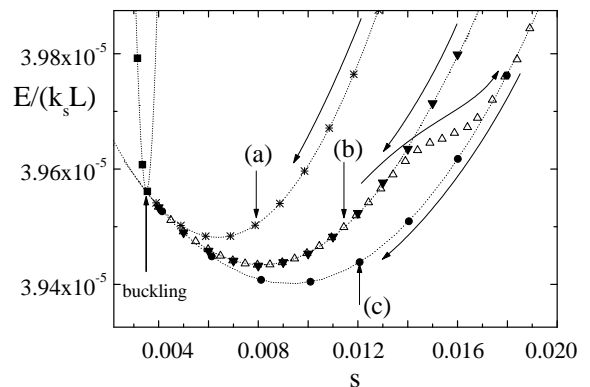 3.98x10^-5
E/(k_sL)
(a)
(b)
3.96x10^-5
buckling
3.94x10^-5
(c)
0.004 0.008 0.012 0.016 0.020
s